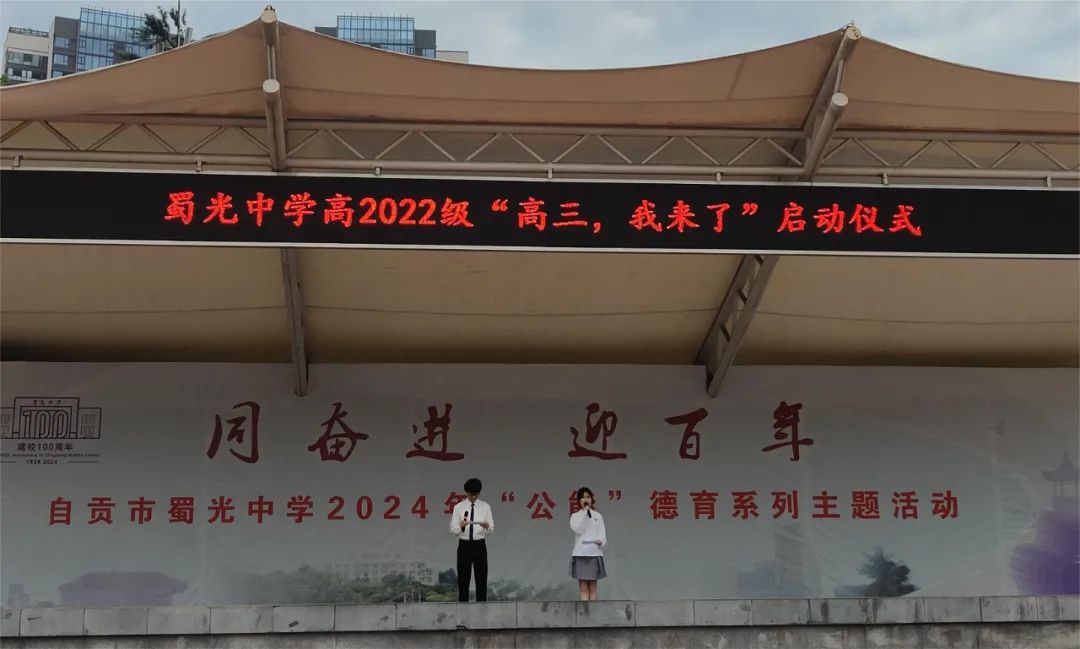 蜀光中学高2022级“高三，我来了”启动仪式
同奋进 迎百年
100
建校100周年
1924-2024
自贡市蜀光中学2024年“公能”德育系列主题活动